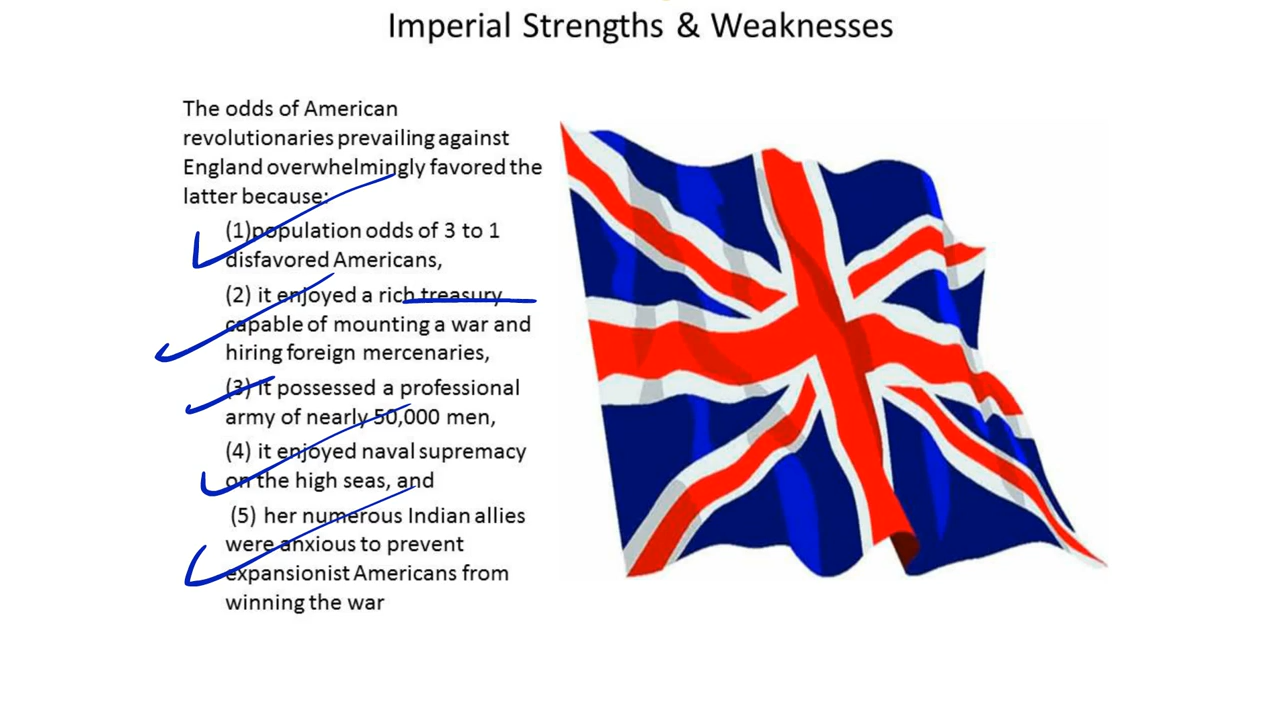 Imperial Strengths & Weaknesses
The odds of American
revolutionaries prevailing against
England overwhelmingly favored the
latter because:
(1)population odds of 3 to 1
disfavored Americans,
(2) it enjoyed a rich treasury
capable of mounting a war and
hiring foreign mercenaries,
(3) it possessed a professional
army of nearly 50,000 men,
(4) it enjoyed naval supremacy
on the high seas, and
(5) her numerous Indian allies
were anxious to prevent
expansionist Americans from
winning the war